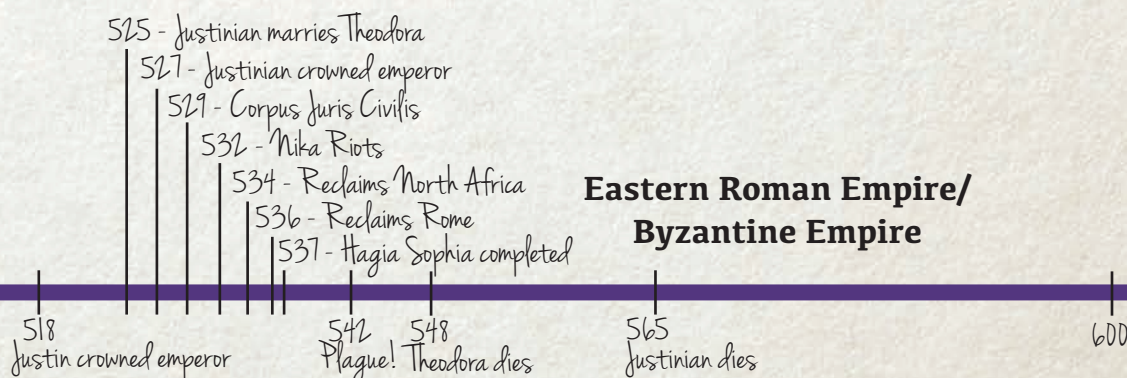 525 - Justinian marries Theodora
527 - Justinian crowned emperor
529 - Corpus Juris Civilis
532 - Nika Riots
534 - Reclaims North Africa
536 - Reclaims Rome
537 - Hagia Sophia completed
Eastern Roman Empire/
Byzantine Empire
518
Justin crowned emperor
542
Plague!
548
Theodora dies
565
Justinian dies
600